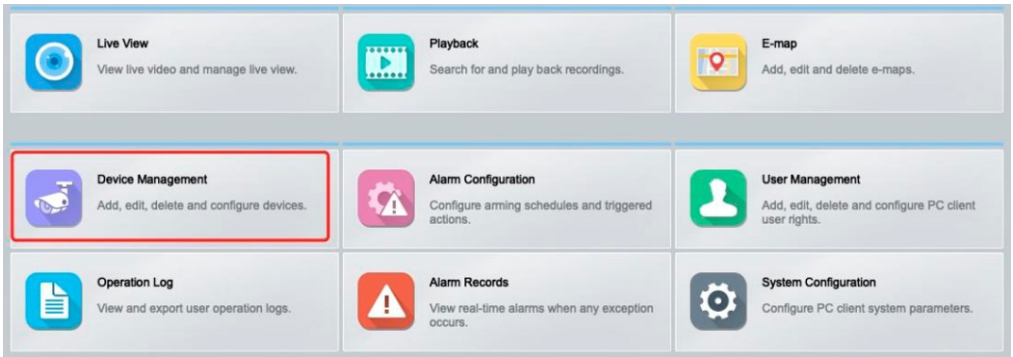 Live View
View live video and manage live view.
Playback
Search for and play back recordings.
E-map
Add, edit and delete e-maps.
Device Management
Add, edit, delete and configure devices.
Alarm Configuration
Configure arming schedules and triggered
actions.
User Management
Add, edit, delete and configure PC client
user rights.
Operation Log
View and export user operation logs.
Alarm Records
View real-time alarms when any exception
occurs.
System Configuration
Configure PC client system parameters.